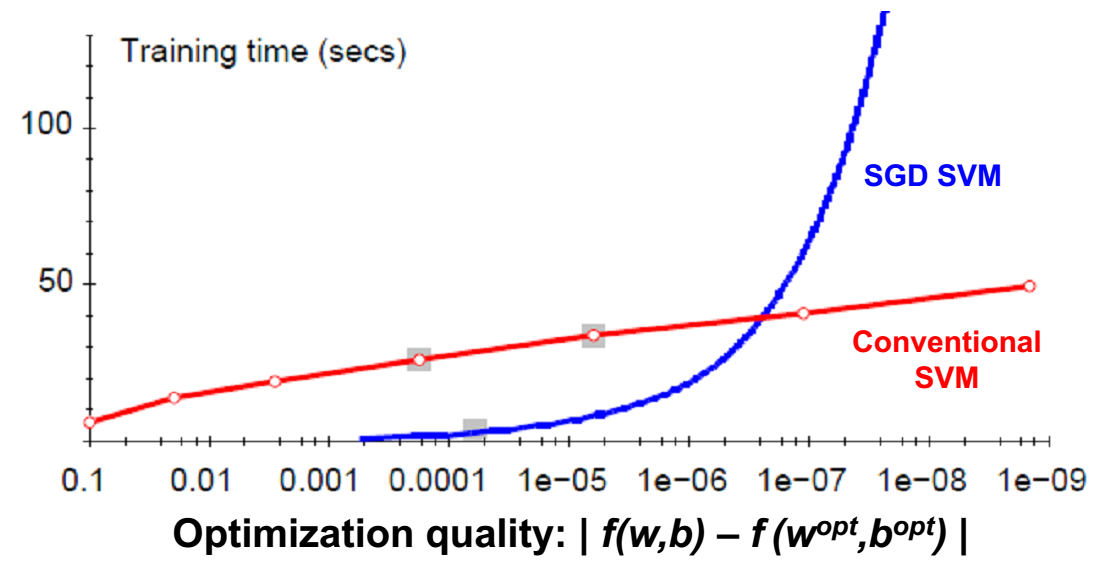 Training time (secs)
100
50
SGD SVM
Conventional
SVM
0.1 0.01 0.001 0.0001 1e-05 1e-06 1e-07 1e-08 1e-09
Optimization quality: | f(w,b) – f (wᵒᵖᵗ,bᵒᵖᵗ) |